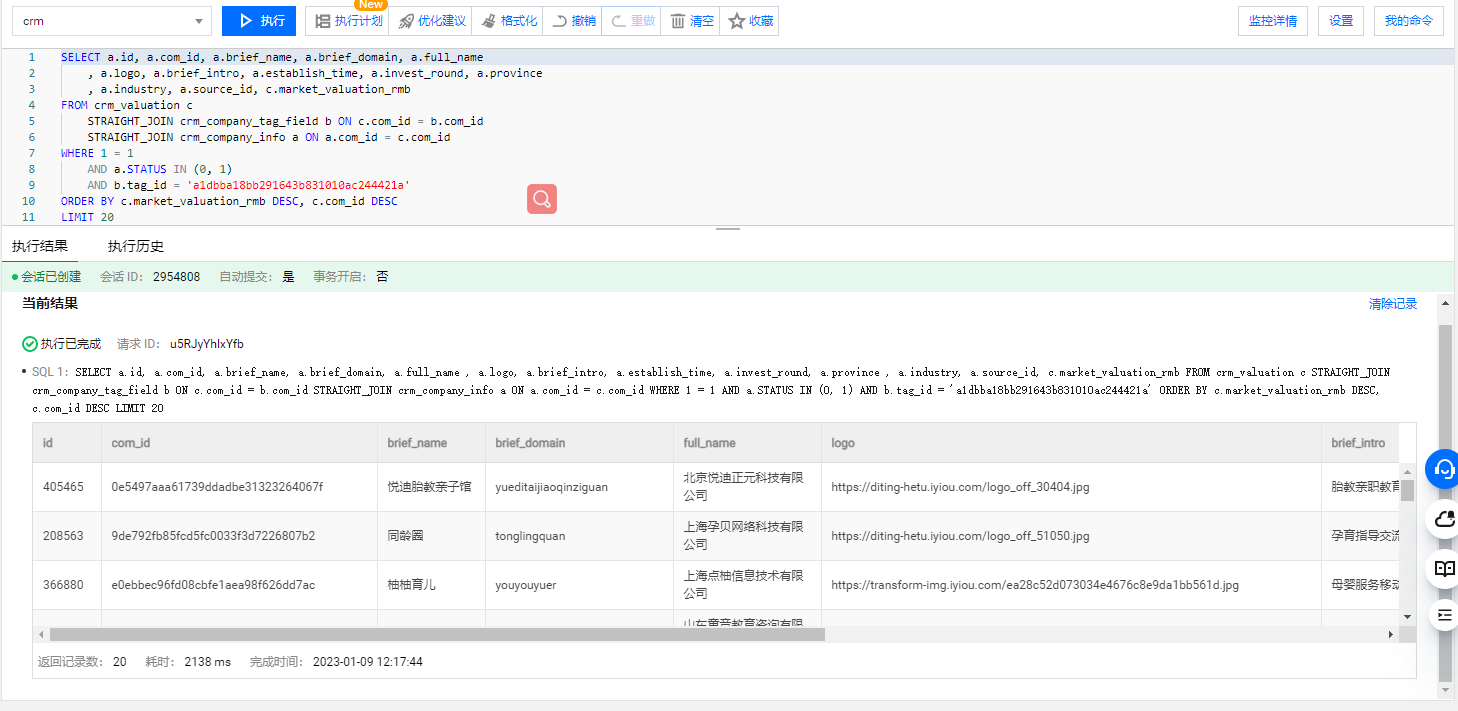 crm
执行
New
执行计划
优化建议
格式化
撤销
重做
清空
收藏
监控详情
设置
我的命令
1 SELECT a.id, a.com_id, a.brief_name, a.brief_domain, a.full_name
2 , a.logo, a.brief_intro, a.establish_time, a.invest_round, a.province
3 , a.industry, a.source_id, c.market_valuation_rmb
4 FROM crm_valuation c
5 STRAIGHT_JOIN crm_company_tag_field b ON c.com_id = b.com_id
6 STRAIGHT_JOIN crm_company_info a ON a.com_id = c.com_id
7 WHERE 1 = 1
8 AND a.STATUS IN (0, 1)
9 AND b.tag_id = 'a1dbba18bb291643b831010ac244421a'
10 ORDER BY c.market_valuation_rmb DESC, c.com_id DESC
11 LIMIT 20
执行结果 执行历史
会话已创建 会话 ID: 2954808 自动提交: 是 事务开启: 否
当前结果 清除记录
执行已完成 请求 ID: u5RJyYhIxYfb
SQL 1: SELECT a.id, a.com_id, a.brief_name, a.brief_domain, a.full_name , a.logo, a.brief_intro, a.establish_time, a.invest_round, a.province , a.industry, a.source_id, c.market_valuation_rmb FROM crm_valuation c STRAIGHT_JOIN
crm_company_tag_field b ON c.com_id = b.com_id STRAIGHT_JOIN crm_company_info a ON a.com_id = c.com_id WHERE 1 = 1 AND a.STATUS IN (0, 1) AND b.tag_id = 'a1dbba18bb291643b831010ac244421a' ORDER BY c.market_valuation_rmb DESC,
c.com_id DESC LIMIT 20
id com_id brief_name brief_domain full_name logo brief_intro
405465 0e5497aaa61739ddadbe31323264067f 悦迪胎教亲子馆 yueditaijiaoqinziguan 北京悦迪正元科技有限公司 https://diting-hetu.iyiou.com/logo_off_30404.jpg 胎教亲职教育
208563 9de792fb85fcd5fc0033f3d7226807b2 同龄圈 tonglingquan 上海孕贝网络科技有限公司 https://diting-hetu.iyiou.com/logo_off_51050.jpg 孕育指导交流
366880 e0ebbec96fd08cbfe1aea98f626dd7ac 柚柚育儿 youyouyuer 上海点柚信息技术有限公司 https://transform-img.iyiou.com/ea28c52d073034e4676c8e9da1bb561d.jpg 母婴服务移动
山东童音教育咨询有限
返回记录数: 20 耗时: 2138 ms 完成时间: 2023-01-09 12:17:44